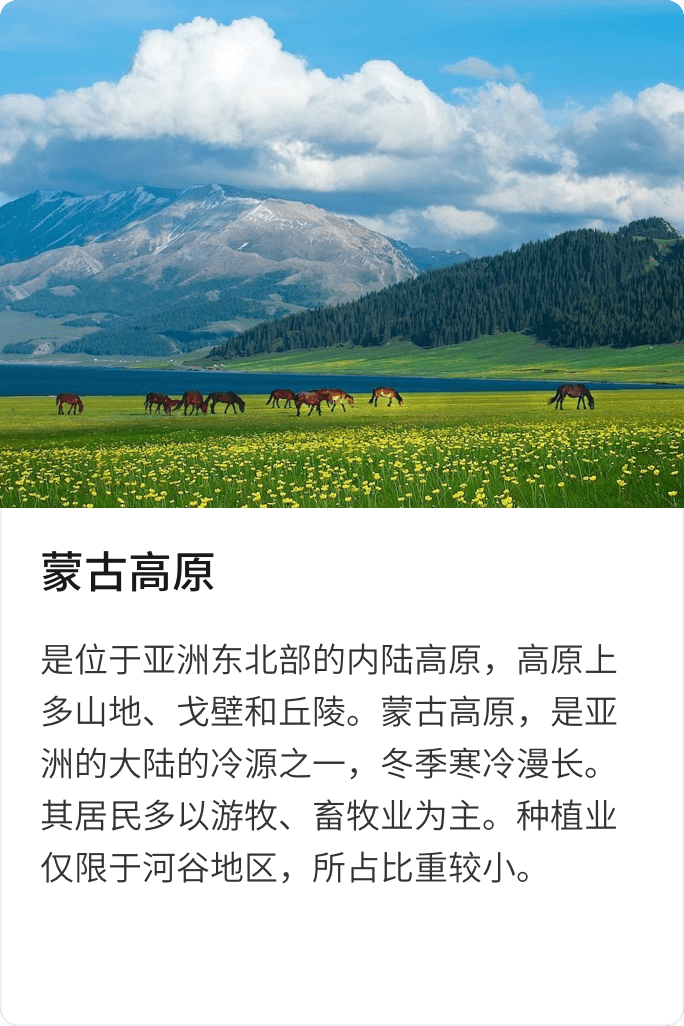 蒙古高原
是位于亚洲东北部的内陆高原，高原上
多山地、戈壁和丘陵。蒙古高原，是亚
洲的大陆的冷源之一，冬季寒冷漫长。
其居民多以游牧、畜牧业为主。种植业
仅限于河谷地区，所占比重较小。